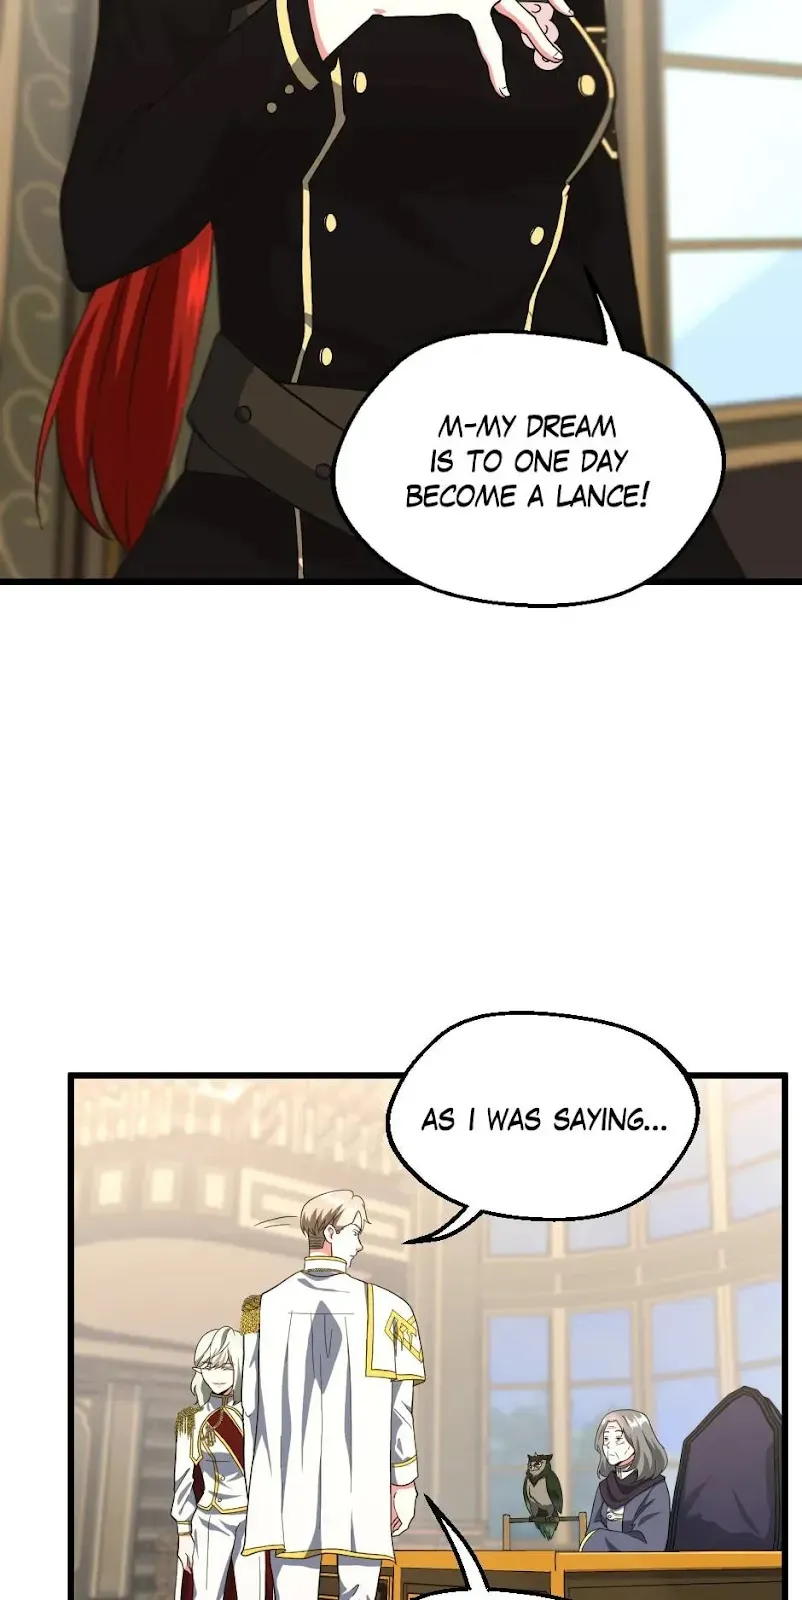 M-MY DREAM
IS TO ONE DAY
BECOME A LANCE!
AS I WAS SAYING...